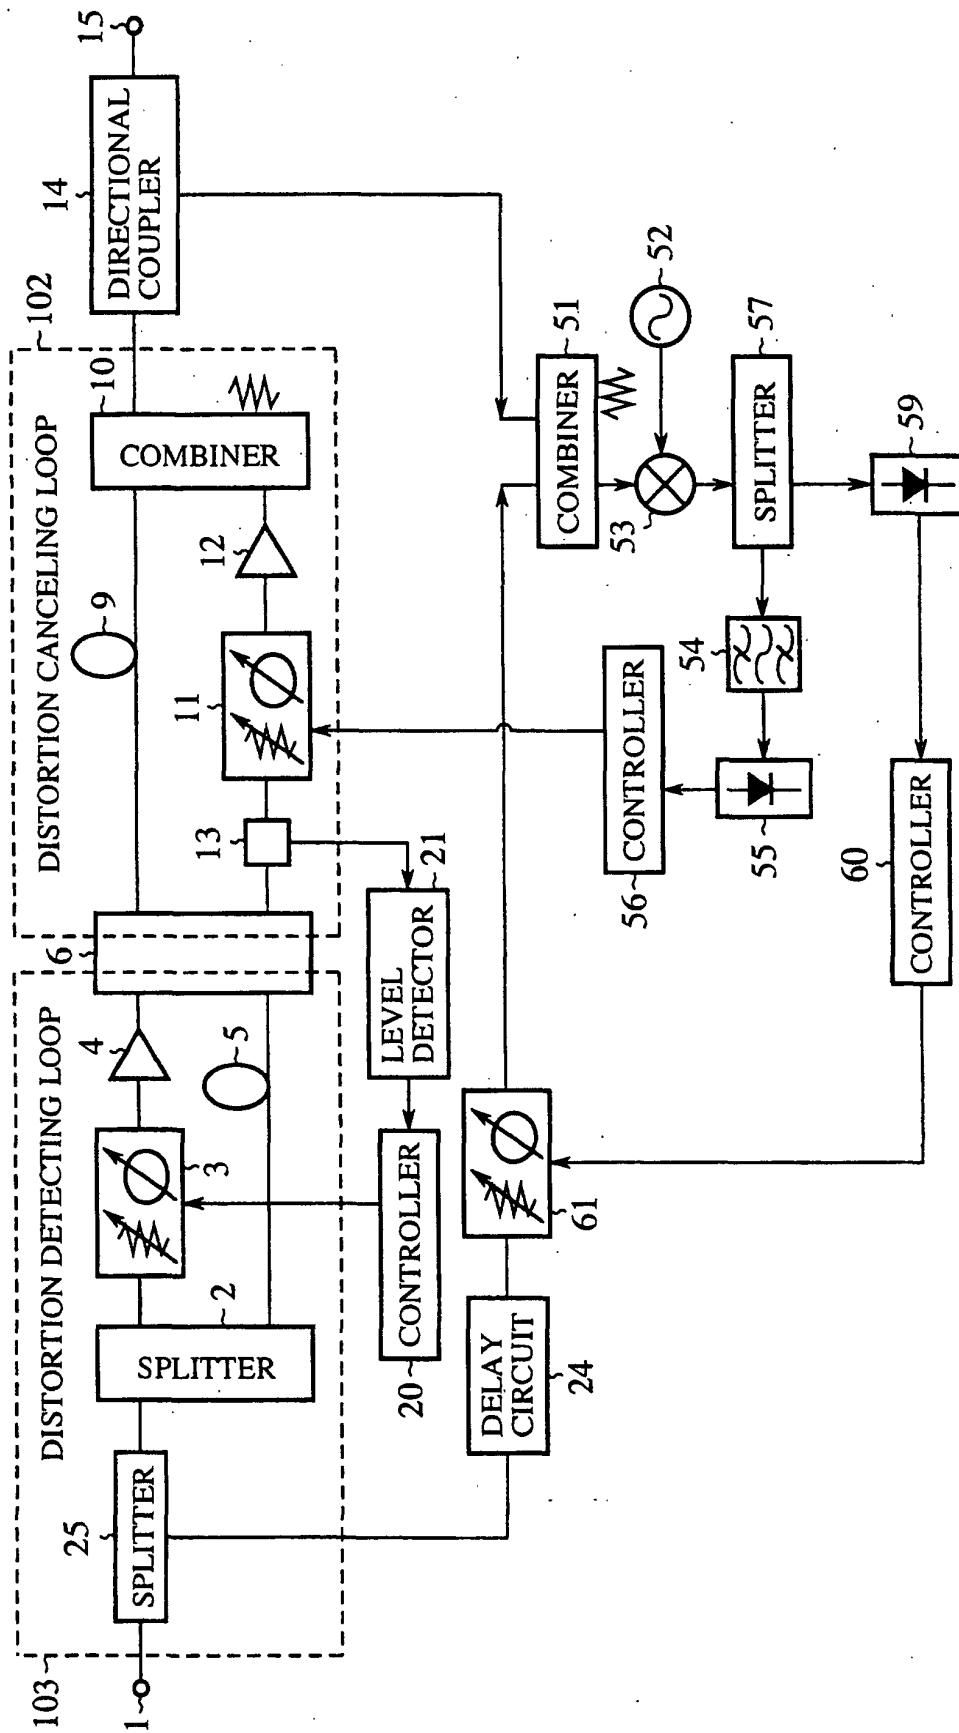 103
DISTORTION DETECTING LOOP
DISTORTION CANCELING LOOP
102
1
25
SPLITTER
SPLITTER
2
3
4
5
6
9
13
11
12
COMBINER
10
14
DIRECTIONAL
COUPLER
15
20
CONTROLLER
LEVEL
DETECTOR
21
DELAY
CIRCUIT
24
61
56
CONTROLLER
COMBINER
51
52
53
54
55
SPLITTER
57
59
60
CONTROLLER